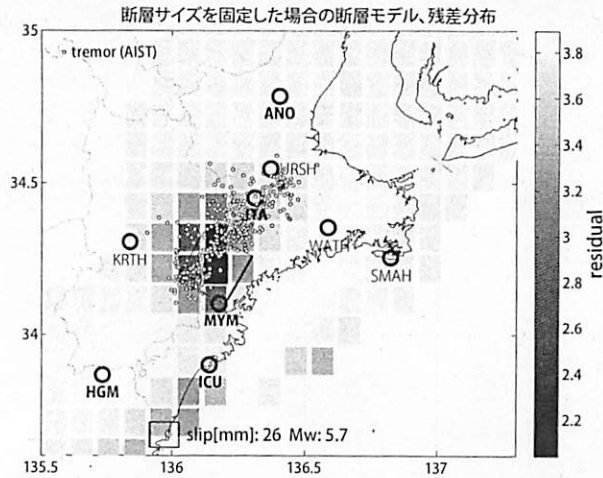 断層サイズを固定した場合の断層モデル、残差分布
35
34.5
34
135.5
136
136.5
137
tremor (AIST)
ANO
JRSH
ITA
KRTH
WATH
SMAH
MYM
HGM
ICU
slip[mm]: 26 Mw: 5.7
3.8
3.6
3.4
3.2
3
2.8
2.6
2.4
2.2
residual